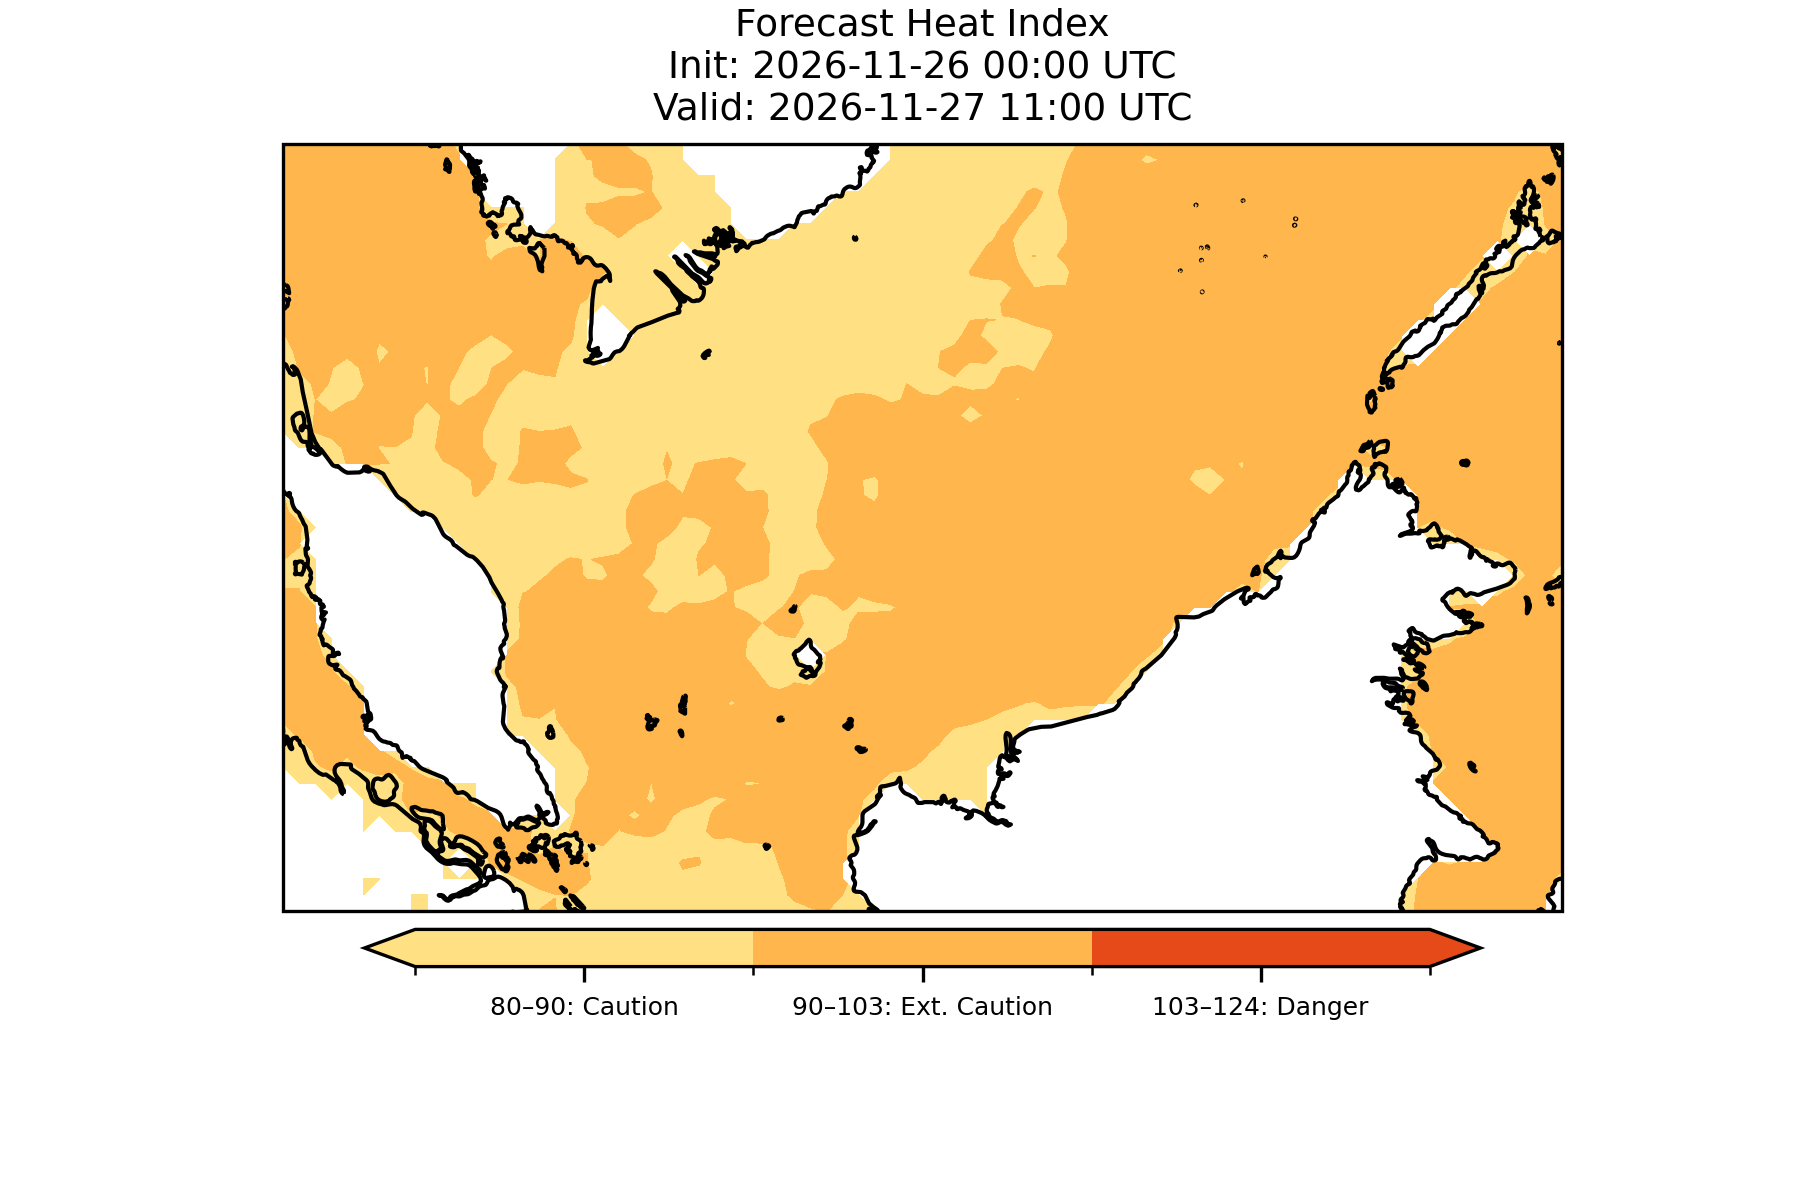 Forecast Heat Index
Init: 2026-11-26 00:00 UTC
Valid: 2026-11-27 11:00 UTC
80–90: Caution
90–103: Ext. Caution
103–124: Danger